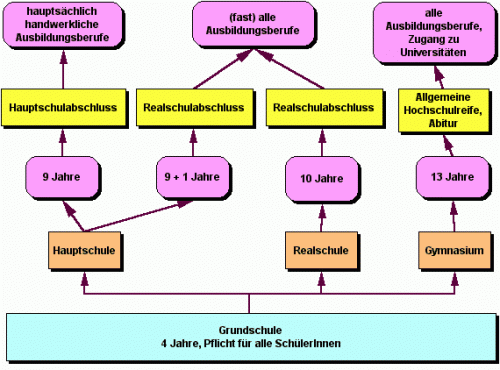 hauptsächlich
handwerkliche
Ausbildungsberufe
(fast) alle
Ausbildungsberufe
alle
Ausbildungsberufe,
Zugang zu
Universitäten
Hauptschulabschluss
Realschulabschluss
Realschulabschluss
Allgemeine
Hochschulreife,
Abitur
9 Jahre
9 + 1 Jahre
10 Jahre
13 Jahre
Hauptschule
Realschule
Gymnasium
Grundschule
4 Jahre, Pflicht für alle SchülerInnen